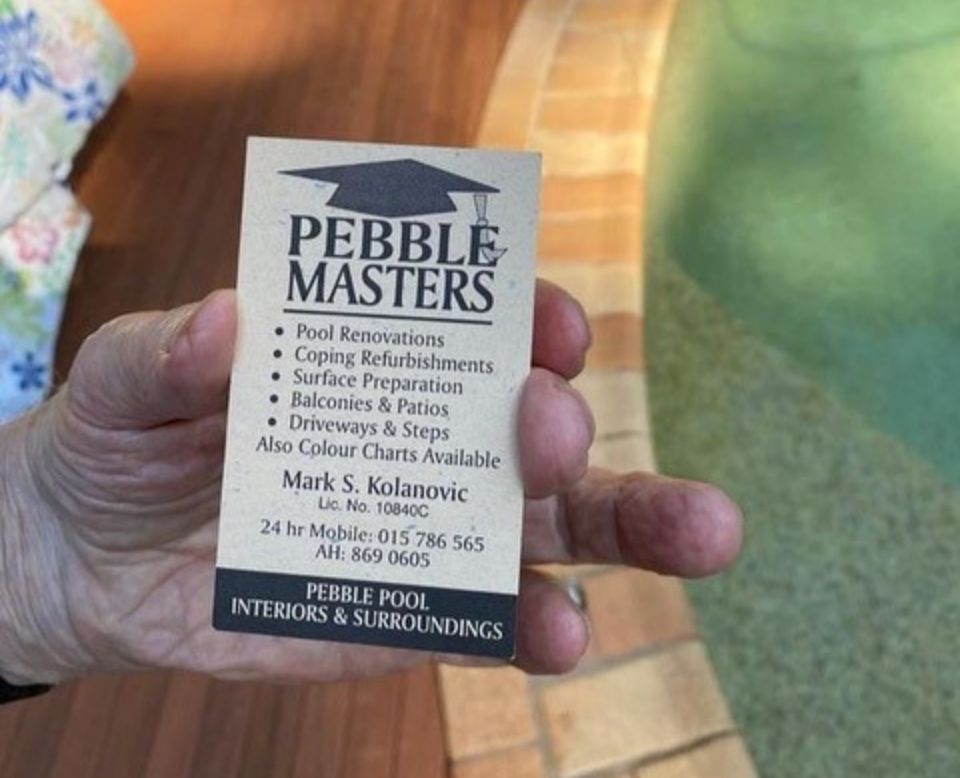 PEBBLE
MASTERS
• Pool Renovations
• Coping Refurbishments
• Surface Preparation
• Balconies & Patios
• Driveways & Steps
Also Colour Charts Available
Mark S. Kolanovic
Lic. No. 10840C
24 hr Mobile: 015 786 565
AH: 869 0605
PEBBLE POOL
INTERIORS & SURROUNDINGS